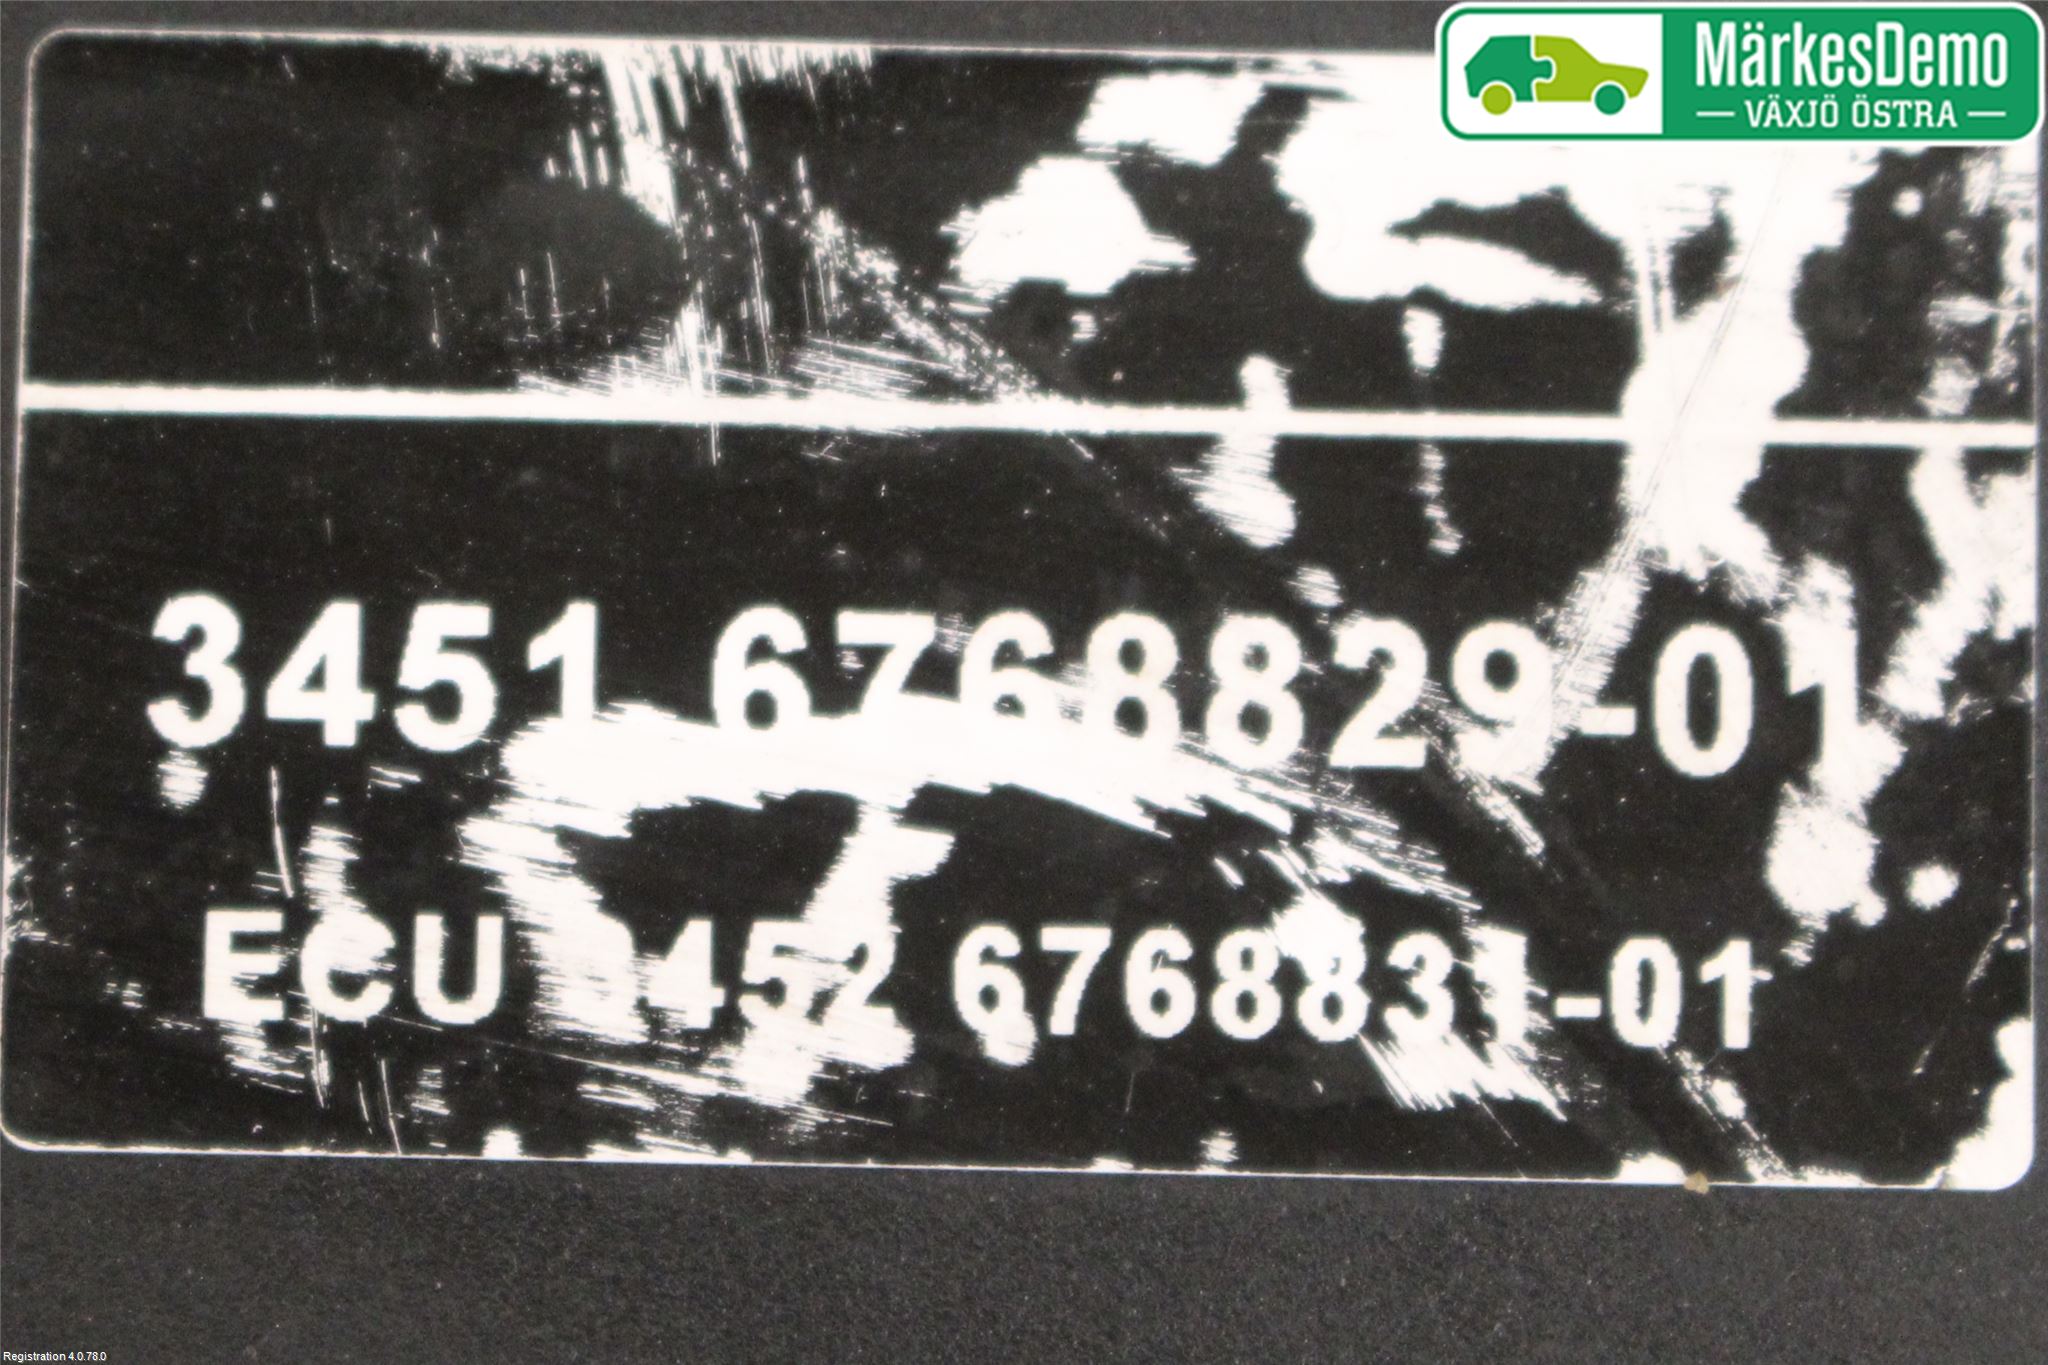 MärkesDemo
VÄXJÖ ÖSTRA
3451 6768829-01
ECU 3452 6768831-01
Registration 4.0.78.0